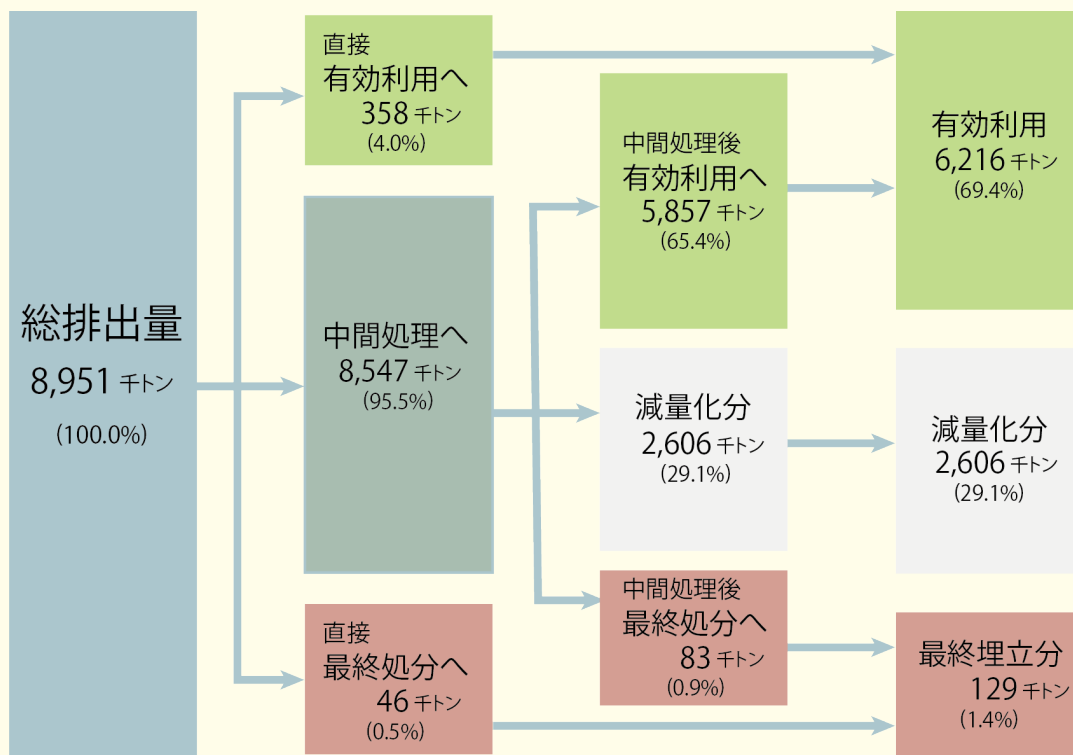 総排出量
8,951 千トン
(100.0%)
直接
有効利用へ
358 千トン
(4.0%)
中間処理へ
8,547 千トン
(95.5%)
直接
最終処分へ
46 千トン
(0.5%)
中間処理後
有効利用へ
5,857 千トン
(65.4%)
減量化分
2,606 千トン
(29.1%)
中間処理後
最終処分へ
83 千トン
(0.9%)
有効利用
6,216 千トン
(69.4%)
減量化分
2,606 千トン
(29.1%)
最終埋立分
129 千トン
(1.4%)